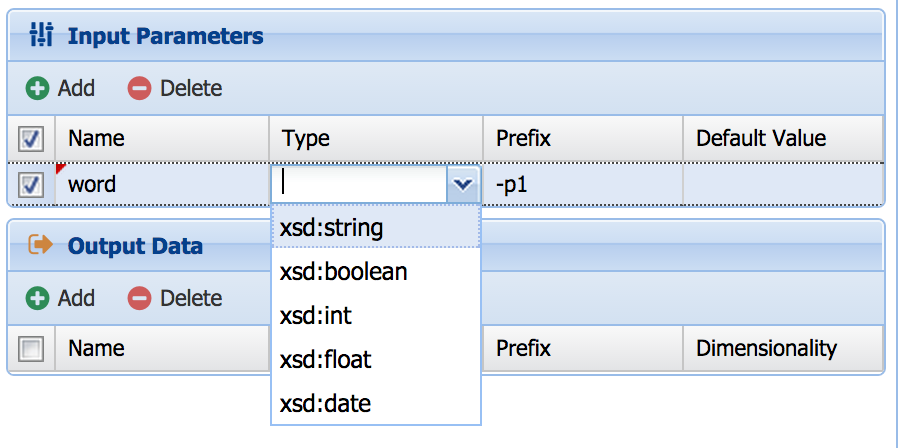 Input Parameters
Add Delete
Name Type Prefix Default Value
word -p1
xsd:string
Output Data
xsd:boolean
Add Delete
xsd:int
Name Prefix Dimensionality
xsd:float
xsd:date